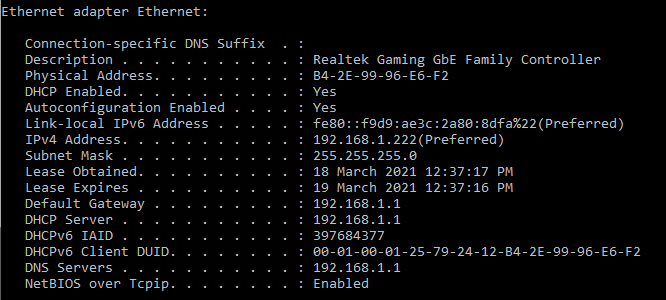 Ethernet adapter Ethernet:
Connection-specific DNS Suffix . :
Description . . . . . . . . . . . : Realtek Gaming GbE Family Controller
Physical Address. . . . . . . . . : B4-2E-99-96-E6-F2
DHCP Enabled. . . . . . . . . . . : Yes
Autoconfiguration Enabled . . . . : Yes
Link-local IPv6 Address . . . . . : fe80::f9d9:ae3c:2a80:8dfa%22(Preferred)
IPv4 Address. . . . . . . . . . . : 192.168.1.222(Preferred)
Subnet Mask . . . . . . . . . . . : 255.255.255.0
Lease Obtained. . . . . . . . . . : 18 March 2021 12:37:17 PM
Lease Expires . . . . . . . . . . : 19 March 2021 12:37:16 PM
Default Gateway . . . . . . . . . : 192.168.1.1
DHCP Server . . . . . . . . . . . : 192.168.1.1
DHCPv6 IAID . . . . . . . . . . . : 397684377
DHCPv6 Client DUID. . . . . . . . : 00-01-00-01-25-79-24-12-B4-2E-99-96-E6-F2
DNS Servers . . . . . . . . . . . : 192.168.1.1
NetBIOS over Tcpip. . . . . . . . : Enabled